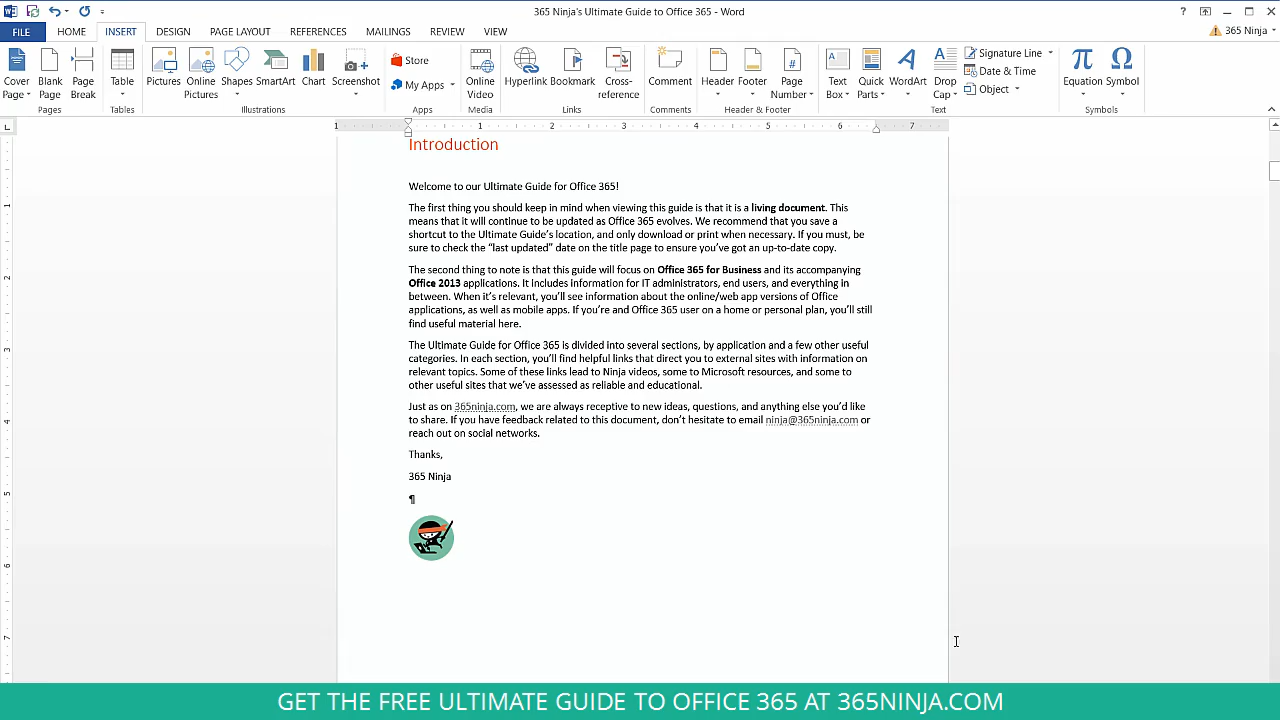 365 Ninja's Ultimate Guide to Office 365 - Word
?
FILE HOME INSERT DESIGN PAGE LAYOUT REFERENCES MAILINGS REVIEW VIEW 365 Ninja
Cover Page
Blank Page
Page Break
Pages
Table
Tables
Pictures
Online Pictures
Shapes
SmartArt
Chart
Screenshot
Illustrations
Store
My Apps
Apps
Online Video
Media
Hyperlink
Bookmark
Cross-reference
Links
Comment
Comments
Header
Footer
Page Number
Header & Footer
Text Box
Quick Parts
WordArt
Drop Cap
Signature Line
Date & Time
Object
Text
Equation
Symbol
Symbols
1 1 2 3 4 5 6 7
1
2
3
4
5
6
7
Introduction
Welcome to our Ultimate Guide for Office 365!
The first thing you should keep in mind when viewing this guide is that it is a living document. This
means that it will continue to be updated as Office 365 evolves. We recommend that you save a
shortcut to the Ultimate Guide's location, and only download or print when necessary. If you must, be
sure to check the “last updated” date on the title page to ensure you've got an up-to-date copy.
The second thing to note is that this guide will focus on Office 365 for Business and its accompanying
Office 2013 applications. It includes information for IT administrators, end users, and everything in
between. When it's relevant, you'll see information about the online/web app versions of Office
applications, as well as mobile apps. If you're and Office 365 user on a home or personal plan, you'll still
find useful material here.
The Ultimate Guide for Office 365 is divided into several sections, by application and a few other useful
categories. In each section, you'll find helpful links that direct you to external sites with information on
relevant topics. Some of these links lead to Ninja videos, some to Microsoft resources, and some to
other useful sites that we've assessed as reliable and educational.
Just as on 365ninja.com, we are always receptive to new ideas, questions, and anything else you'd like
to share. If you have feedback related to this document, don't hesitate to email ninja@365ninja.com or
reach out on social networks.
Thanks,
365 Ninja
¶
GET THE FREE ULTIMATE GUIDE TO OFFICE 365 AT 365NINJA.COM